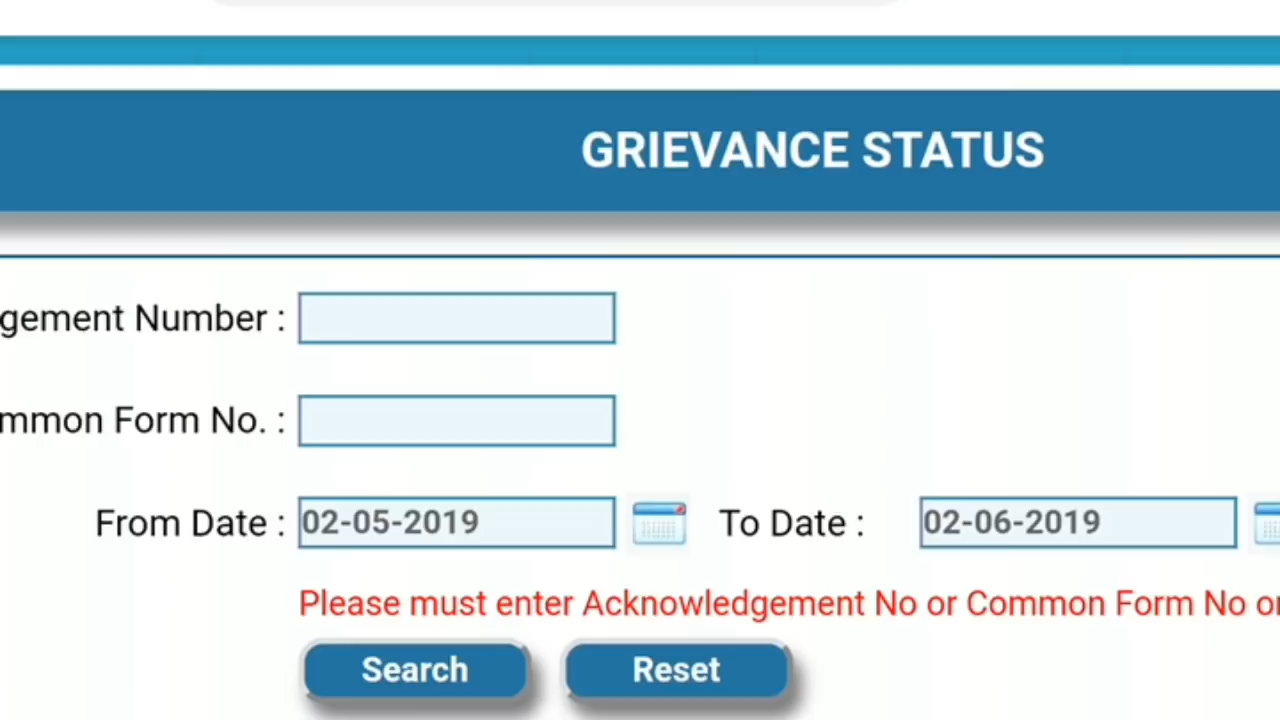 GRIEVANCE STATUS
gement Number :
mmon Form No. :
From Date : 02-05-2019 To Date : 02-06-2019
Please must enter Acknowledgement No or Common Form No or
Search Reset